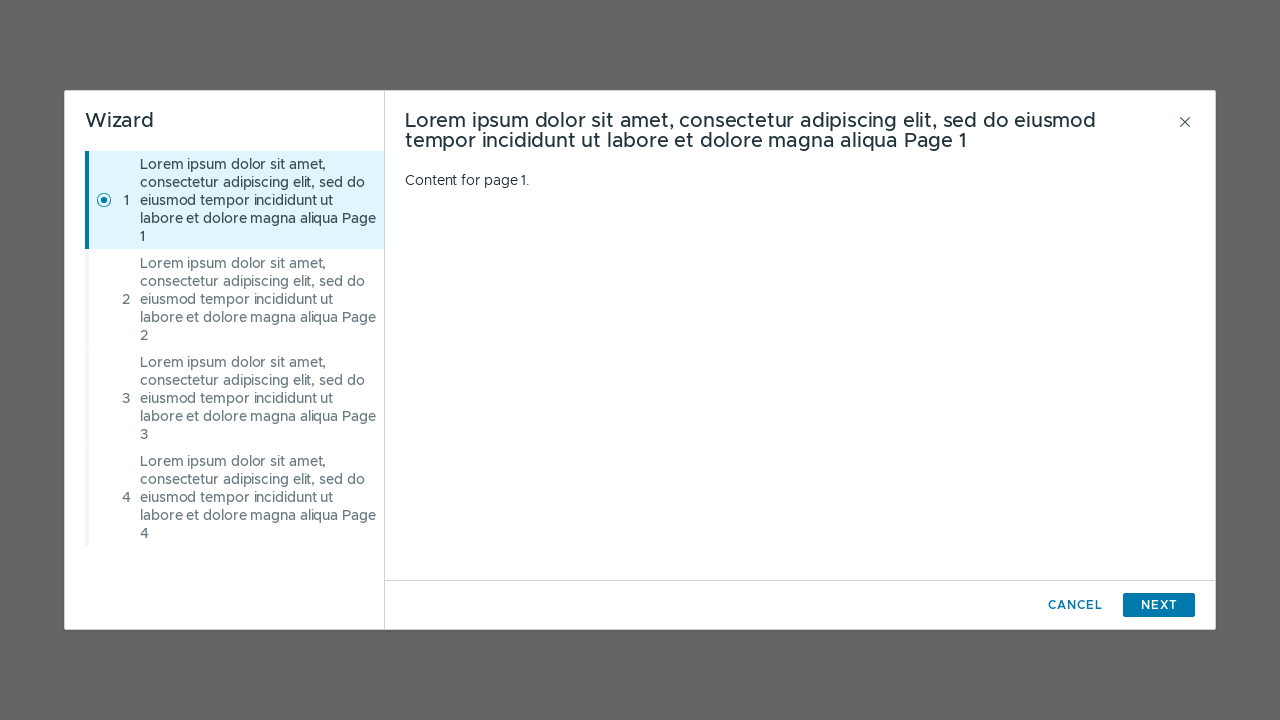 Wizard
1
Lorem ipsum dolor sit amet,
consectetur adipiscing elit, sed do
eiusmod tempor incididunt ut
labore et dolore magna aliqua Page
1
2
Lorem ipsum dolor sit amet,
consectetur adipiscing elit, sed do
eiusmod tempor incididunt ut
labore et dolore magna aliqua Page
2
3
Lorem ipsum dolor sit amet,
consectetur adipiscing elit, sed do
eiusmod tempor incididunt ut
labore et dolore magna aliqua Page
3
4
Lorem ipsum dolor sit amet,
consectetur adipiscing elit, sed do
eiusmod tempor incididunt ut
labore et dolore magna aliqua Page
4
Lorem ipsum dolor sit amet, consectetur adipiscing elit, sed do eiusmod
tempor incididunt ut labore et dolore magna aliqua Page 1
Content for page 1.
CANCEL
NEXT